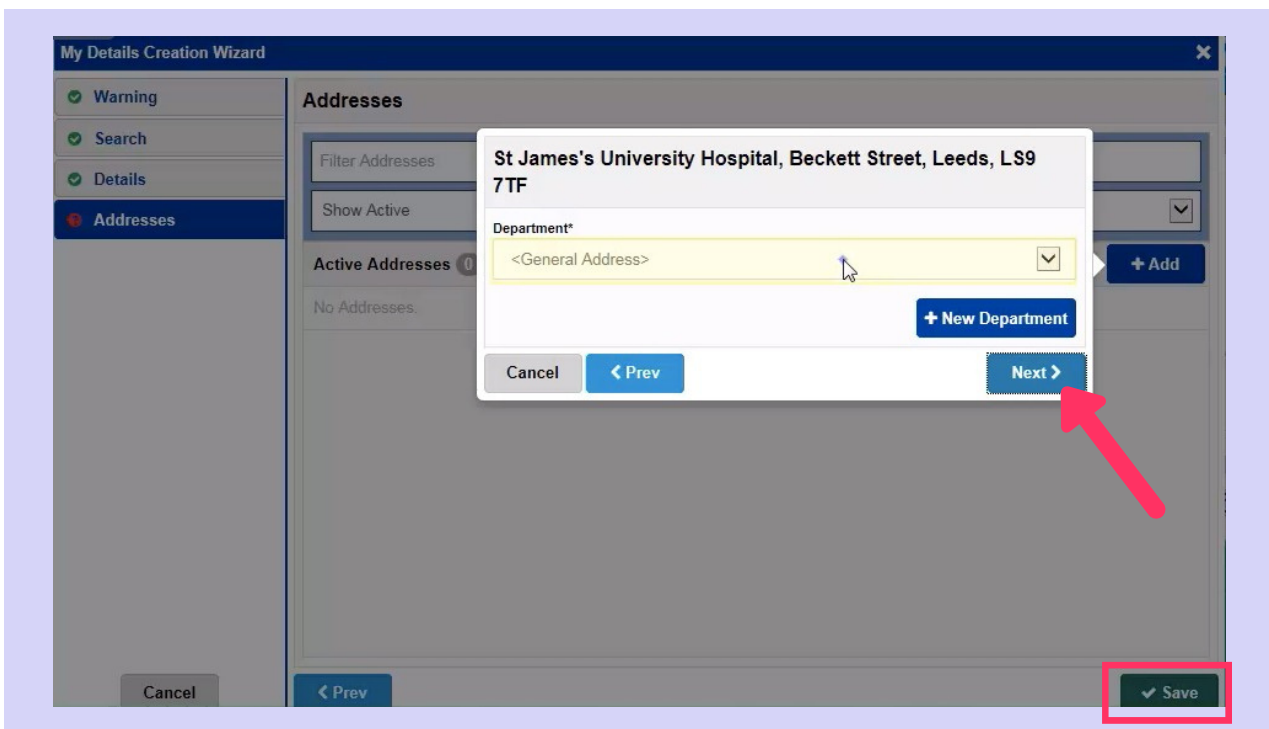 My Details Creation Wizard
Warning
Search
Details
Addresses
Cancel
Addresses
Filter Addresses
Show Active
Active Addresses 0
+ Add
No Addresses.
St James's University Hospital, Beckett Street, Leeds, LS9
7TF
Department*
<General Address>
+ New Department
Cancel
Prev
Next
Prev
Save